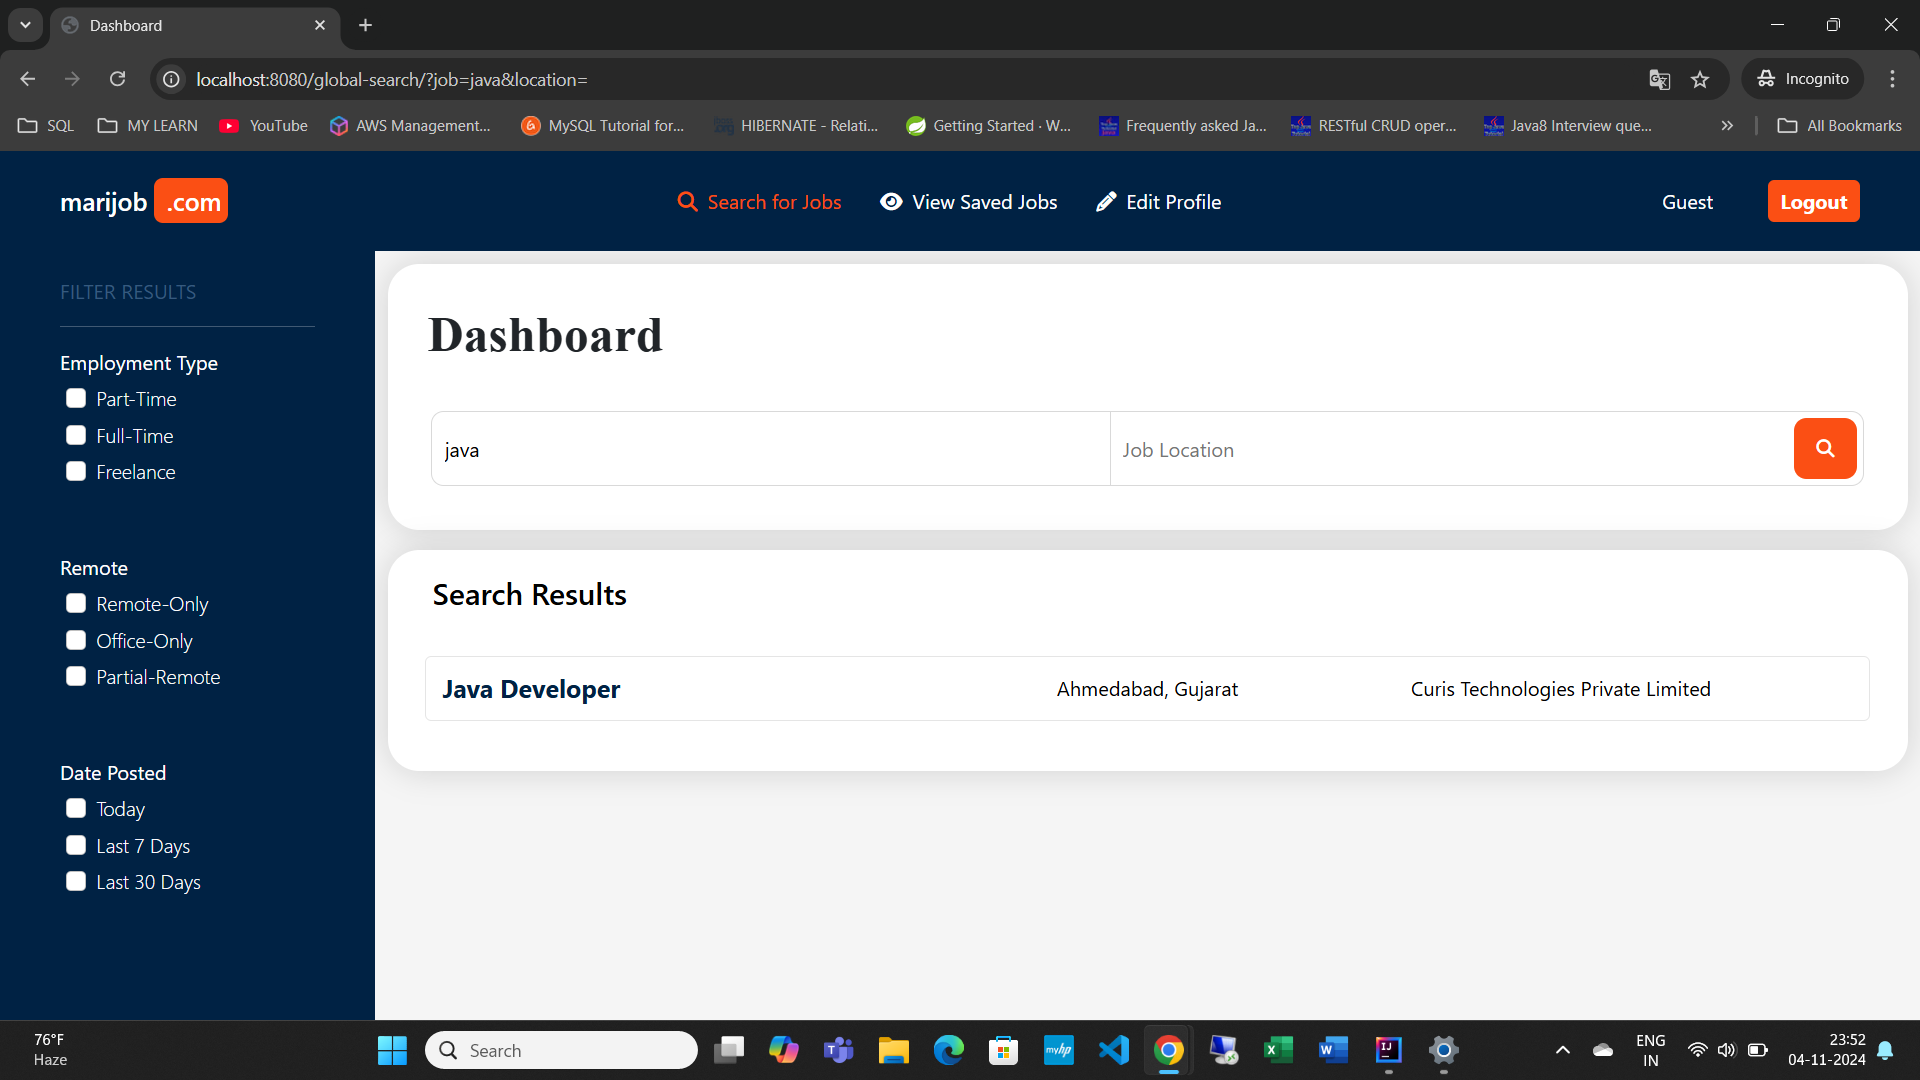 Dashboard
localhost:8080/global-search/?job=java&location=
Incognito
SQL
MY LEARN
YouTube
AWS Management...
MySQL Tutorial for...
HIBERNATE - Relati...
Getting Started · W...
Frequently asked Ja...
RESTful CRUD oper...
Java8 Interview que...
All Bookmarks
marijob .com
Search for Jobs
View Saved Jobs
Edit Profile
Guest
Logout
FILTER RESULTS
Employment Type
Part-Time
Full-Time
Freelance
Remote
Remote-Only
Office-Only
Partial-Remote
Date Posted
Today
Last 7 Days
Last 30 Days
Dashboard
java
Job Location
Search Results
Java Developer
Ahmedabad, Gujarat
Curis Technologies Private Limited
76°F
Haze
Search
myhp
ENG
IN
23:52
04-11-2024